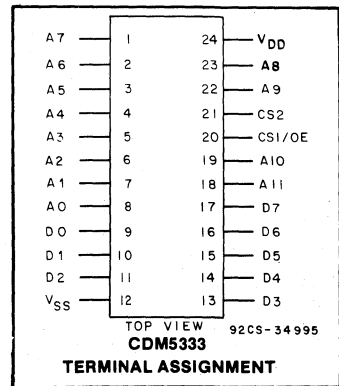 A7 1 24 VDD
A6 2 23 A8
A5 3 22 A9
A4 4 21 CS2
A3 5 20 CS1/OE
A2 6 19 A10
A1 7 18 A11
A0 8 17 D7
D0 9 16 D6
D1 10 15 D5
D2 11 14 D4
VSS 12 13 D3
TOP VIEW 92CS-34995
CDM5333
TERMINAL ASSIGNMENT